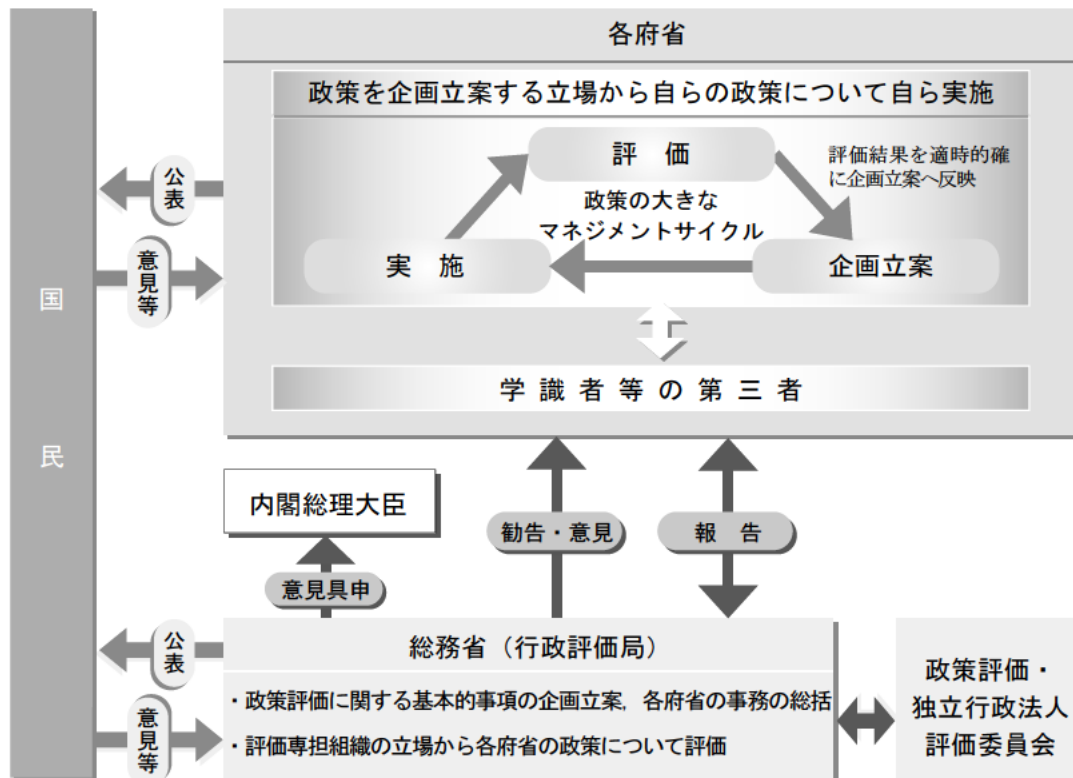 各府省
政策を企画立案する立場から自らの政策について自ら実施
評　価
評価結果を適時的確
に企画立案へ反映
政策の大きな
マネジメントサイクル
実　施
企画立案
学 識 者 等 の 第 三 者
公表
意見等
国民
内閣総理大臣
勧告・意見
報　告
意見具申
公表
意見等
総務省（行政評価局）
・政策評価に関する基本的事項の企画立案，各府省の事務の総括
・評価専担組織の立場から各府省の政策について評価
政策評価・
独立行政法人
評価委員会